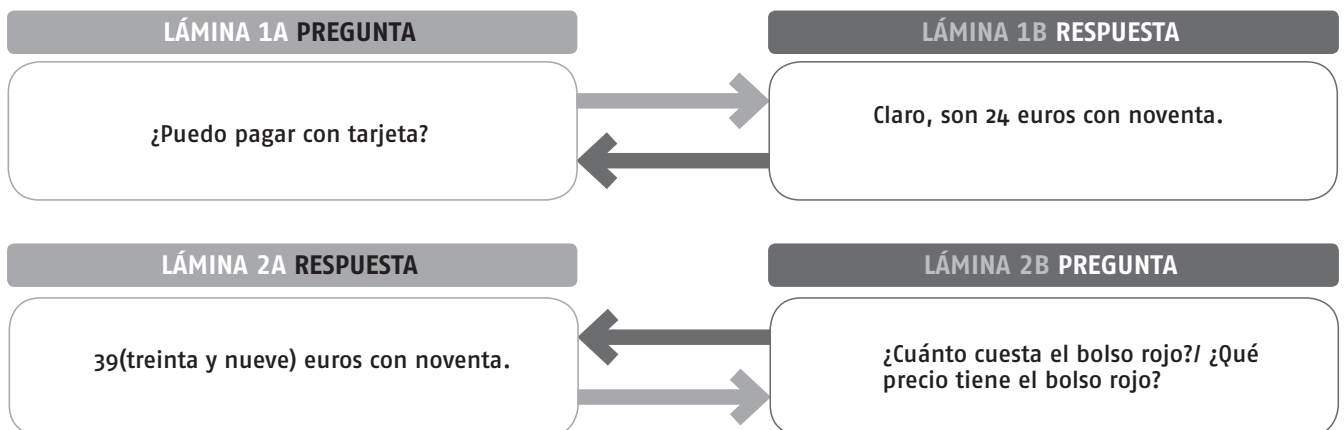 LÁMINA 1A PREGUNTA
LÁMINA 1B RESPUESTA
¿Puedo pagar con tarjeta?
Claro, son 24 euros con noventa.
LÁMINA 2A RESPUESTA
LÁMINA 2B PREGUNTA
39(treinta y nueve) euros con noventa.
¿Cuánto cuesta el bolso rojo?/ ¿Qué
precio tiene el bolso rojo?